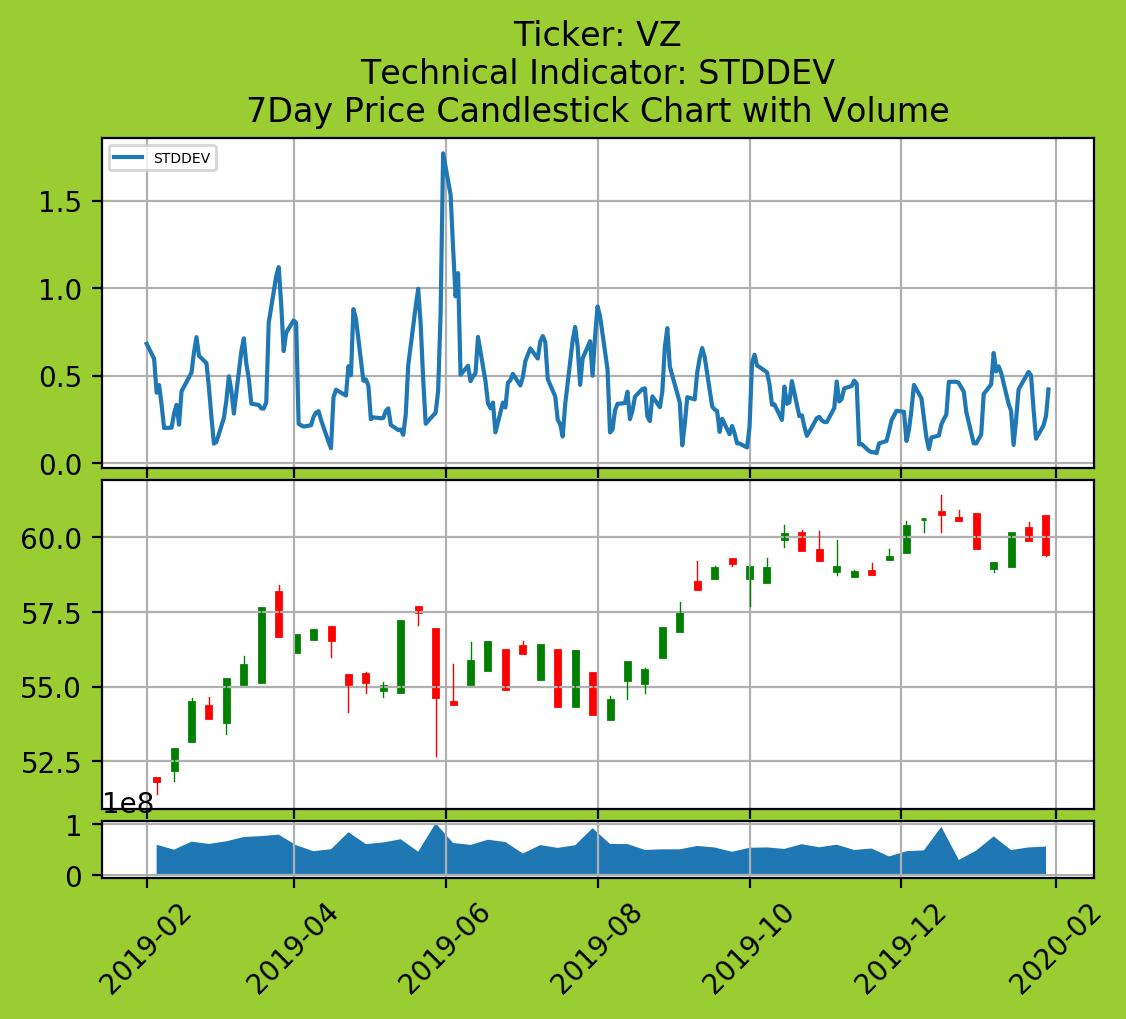 Ticker: VZ
Technical Indicator: STDDEV
7Day Price Candlestick Chart with Volume
STDDEV
1.5
1.0
0.5
0.0
60.0
57.5
55.0
52.5
1e8
1
0
2019-02 2019-04 2019-06 2019-08 2019-10 2019-12 2020-02